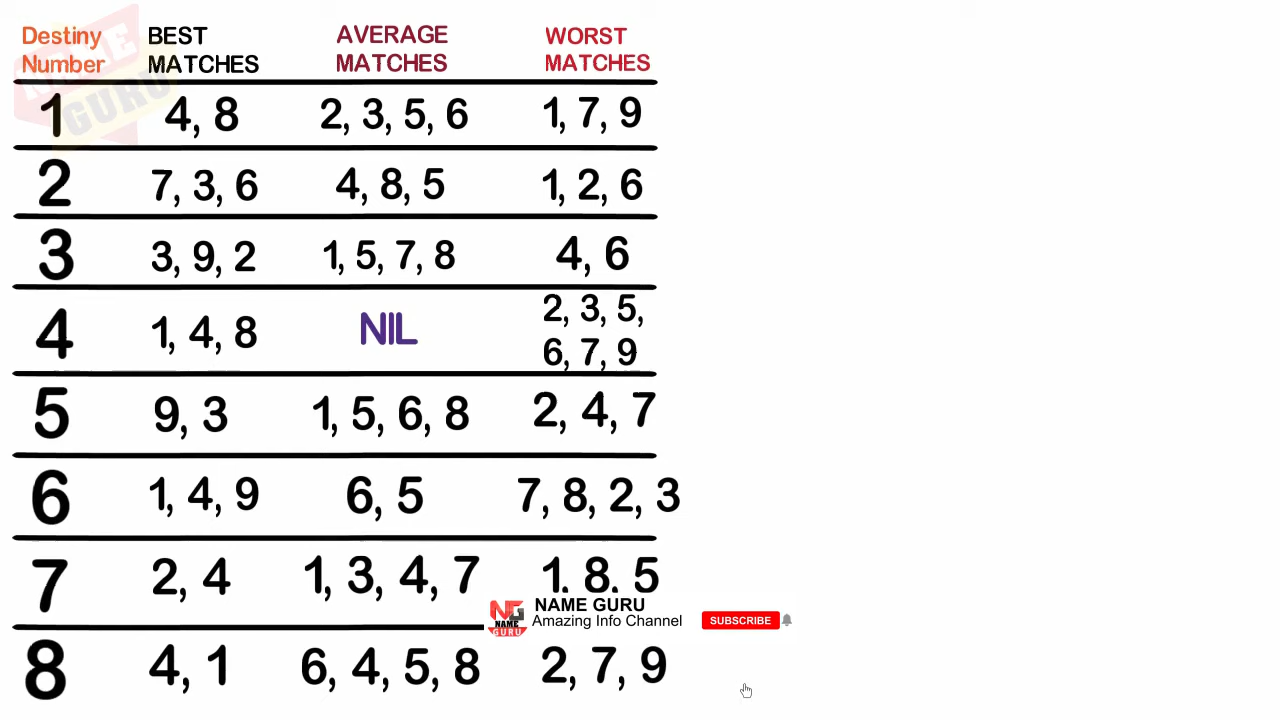 Destiny Number BEST MATCHES AVERAGE MATCHES WORST MATCHES
1 4, 8 2, 3, 5, 6 1, 7, 9
2 7, 3, 6 4, 8, 5 1, 2, 6
3 3, 9, 2 1, 5, 7, 8 4, 6
4 1, 4, 8 NIL 2, 3, 5,
6, 7, 9
5 9, 3 1, 5, 6, 8 2, 4, 7
6 1, 4, 9 6, 5 7, 8, 2, 3
7 2, 4 1, 3, 4, 7 1, 8, 5
NAME GURU
Amazing Info Channel SUBSCRIBE
NG
NAME
GURU
8 4, 1 6, 4, 5, 8 2, 7, 9
NAME
GURU